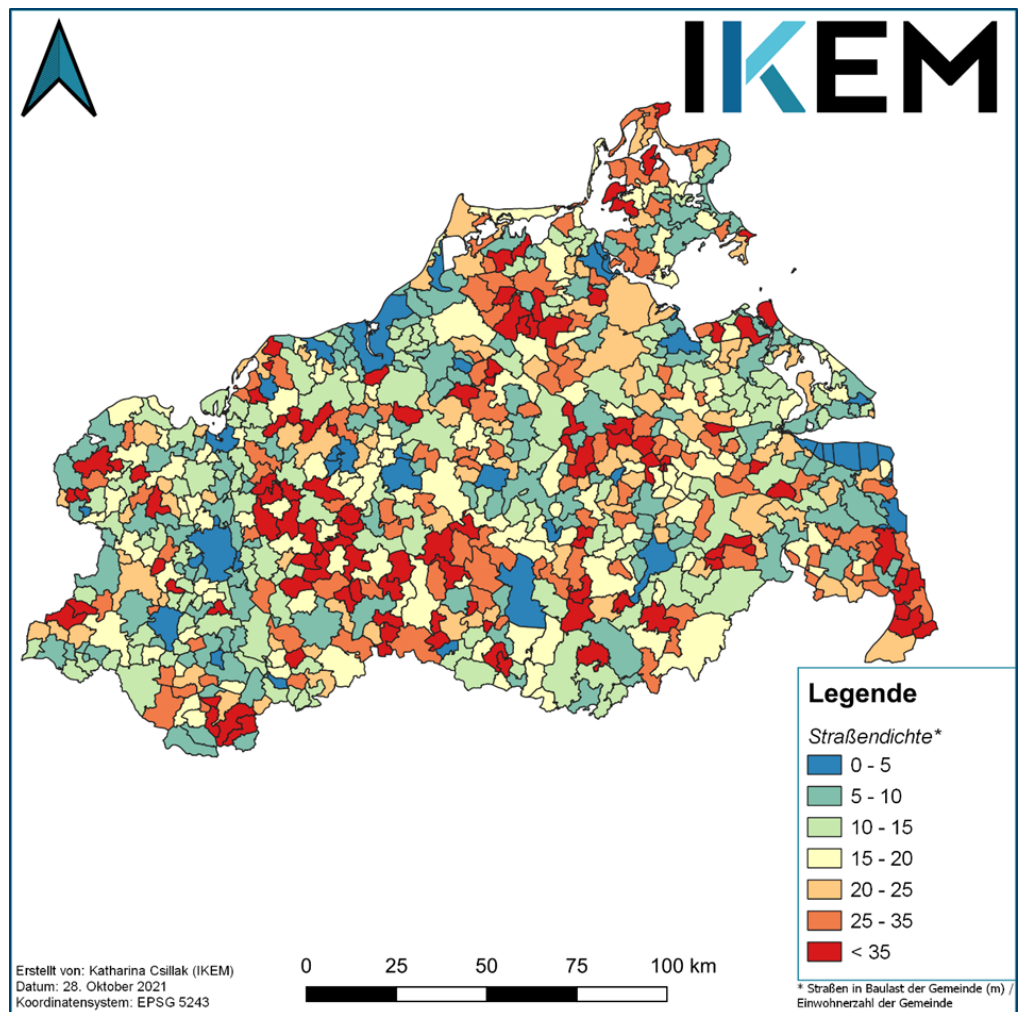 IKEM
Legende
Straßendichte*
0 - 5
5 - 10
10 - 15
15 - 20
20 - 25
25 - 35
< 35
Erstellt von: Katharina Csillak (IKEM)
Datum: 28. Oktober 2021
Koordinatensystem: EPSG 5243
0 25 50 75 100 km
* Straßen in Baulast der Gemeinde (m) /
Einwohnerzahl der Gemeinde